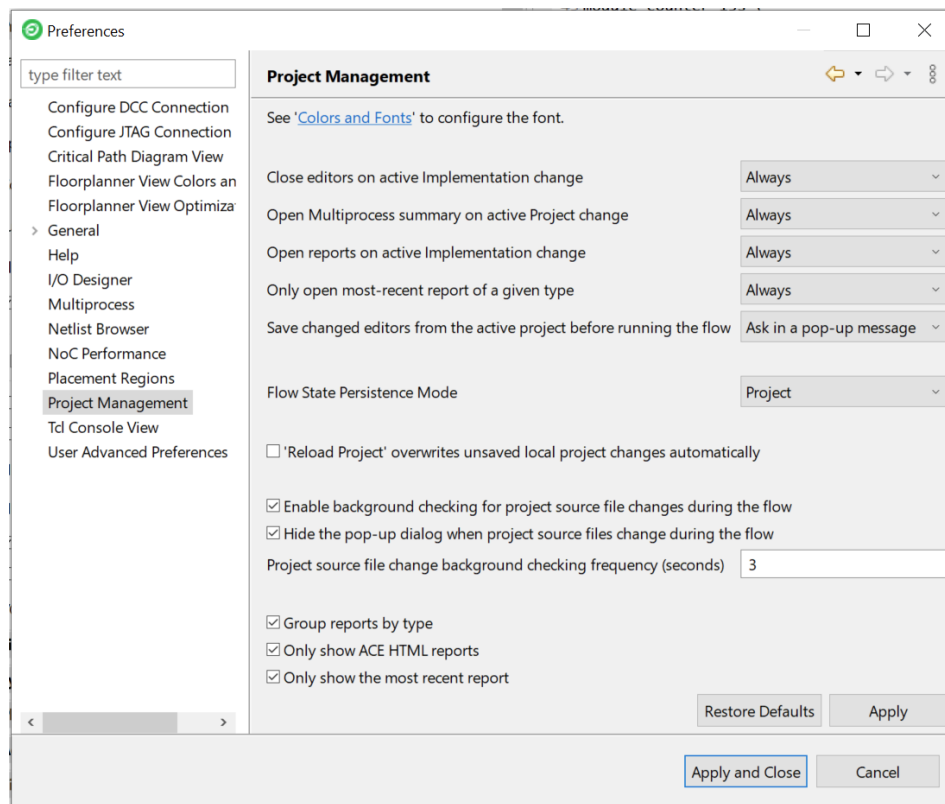 Preferences
type filter text
Configure DCC Connection
Configure JTAG Connection
Critical Path Diagram View
Floorplanner View Colors an
Floorplanner View Optimiza
General
Help
I/O Designer
Multiprocess
Netlist Browser
NoC Performance
Placement Regions
Project Management
Tcl Console View
User Advanced Preferences
Project Management
See 'Colors and Fonts' to configure the font.
Close editors on active Implementation change Always
Open Multiprocess summary on active Project change Always
Open reports on active Implementation change Always
Only open most-recent report of a given type Always
Save changed editors from the active project before running the flow Ask in a pop-up message
Flow State Persistence Mode Project
'Reload Project' overwrites unsaved local project changes automatically
Enable background checking for project source file changes during the flow
Hide the pop-up dialog when project source files change during the flow
Project source file change background checking frequency (seconds) 3
Group reports by type
Only show ACE HTML reports
Only show the most recent report
Restore Defaults Apply
Apply and Close Cancel